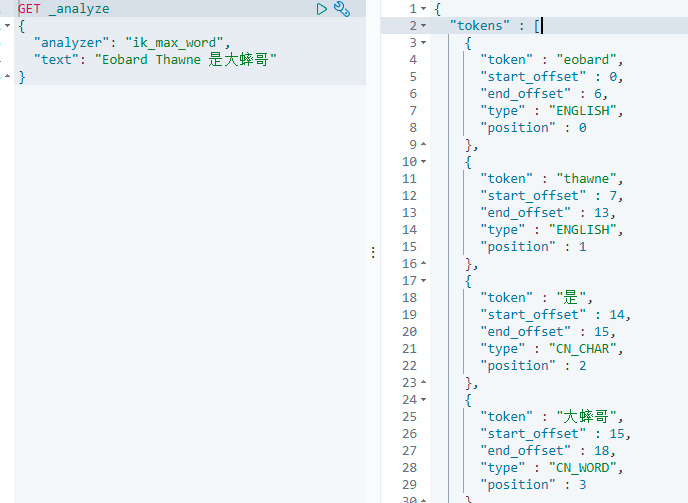 GET _analyze
{
  "analyzer": "ik_max_word",
  "text": "Eobard Thawne 是大蜂哥"
}
1 {
2   "tokens" : [
3     {
4       "token" : "eobard",
5       "start_offset" : 0,
6       "end_offset" : 6,
7       "type" : "ENGLISH",
8       "position" : 0
9     },
10     {
11       "token" : "thawne",
12       "start_offset" : 7,
13       "end_offset" : 13,
14       "type" : "ENGLISH",
15       "position" : 1
16     },
17     {
18       "token" : "是",
19       "start_offset" : 14,
20       "end_offset" : 15,
21       "type" : "CN_CHAR",
22       "position" : 2
23     },
24     {
25       "token" : "大蜂哥",
26       "start_offset" : 15,
27       "end_offset" : 18,
28       "type" : "CN_WORD",
29       "position" : 3
30     }